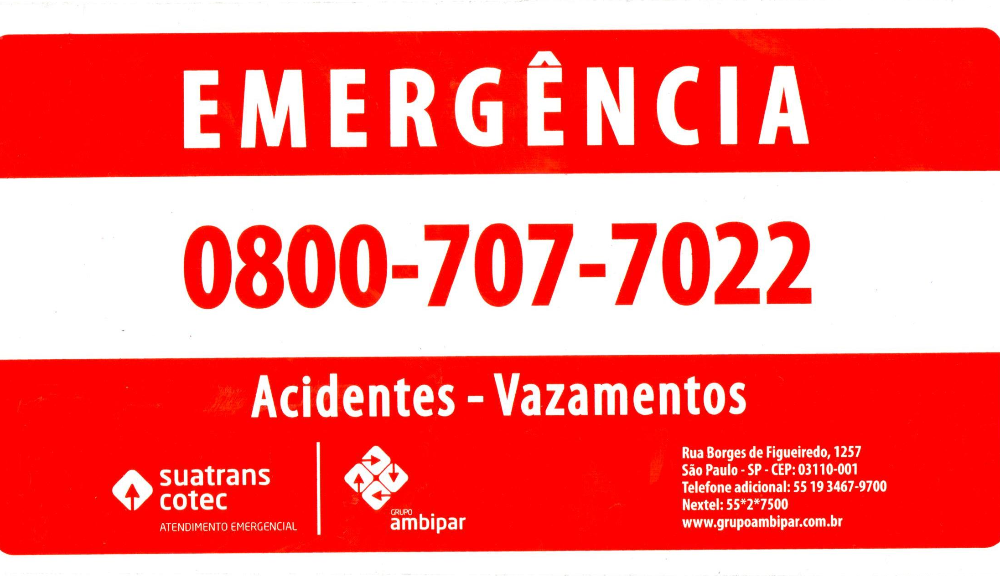 EMERGÊNCIA
0800-707-7022
Acidentes - Vazamentos
suatrans
cotec
ATENDIMENTO EMERGENCIAL
GRUPO
ambipar
Rua Borges de Figueiredo, 1257
São Paulo - SP - CEP: 03110-001
Telefone adicional: 55 19 3467-9700
Nextel: 55*2*7500
www.grupoambipar.com.br